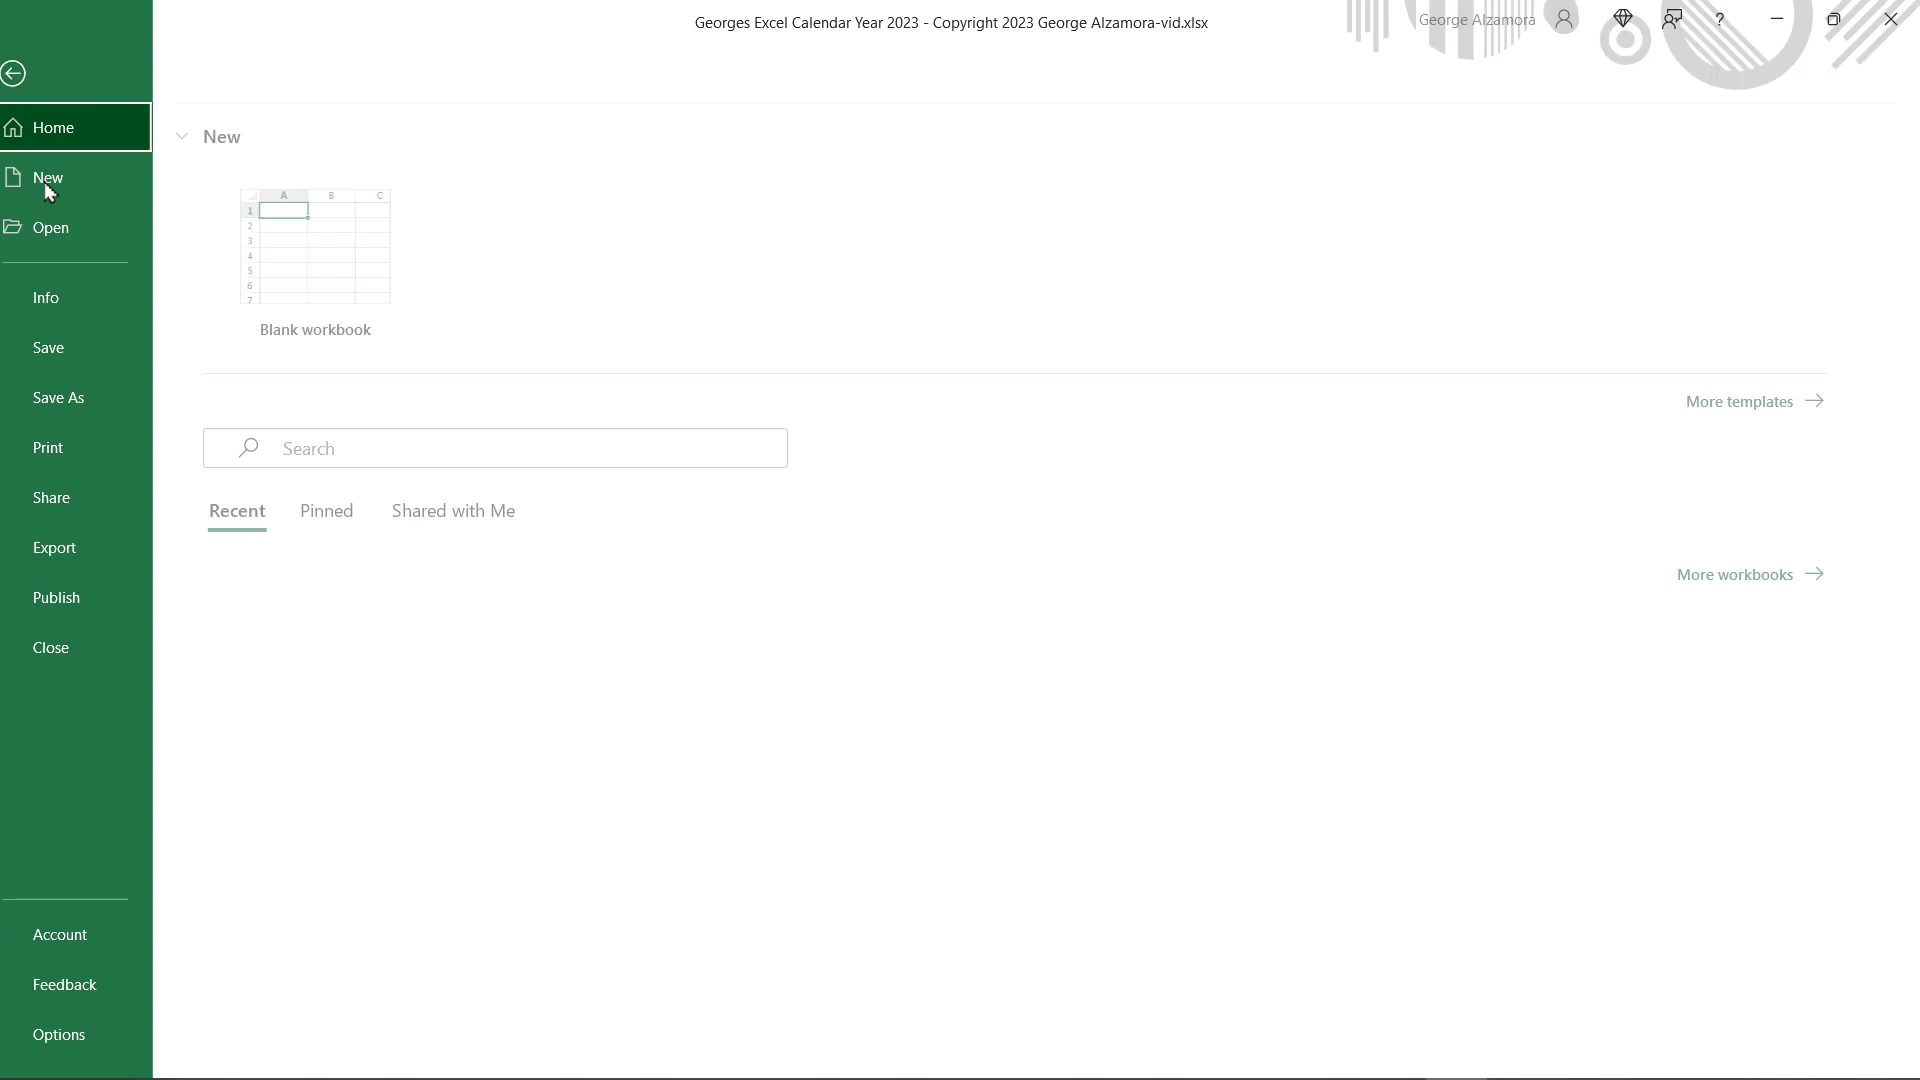 Georges Excel Calendar Year 2023 - Copyright 2023 George Alzamora-vid.xlsx
George Alzamora
?
Home
New
Open
Info
Save
Save As
Print
Share
Export
Publish
Close
Account
Feedback
Options
New
A B C
1
2
3
4
5
6
7
Blank workbook
More templates
Search
Recent Pinned Shared with Me
More workbooks